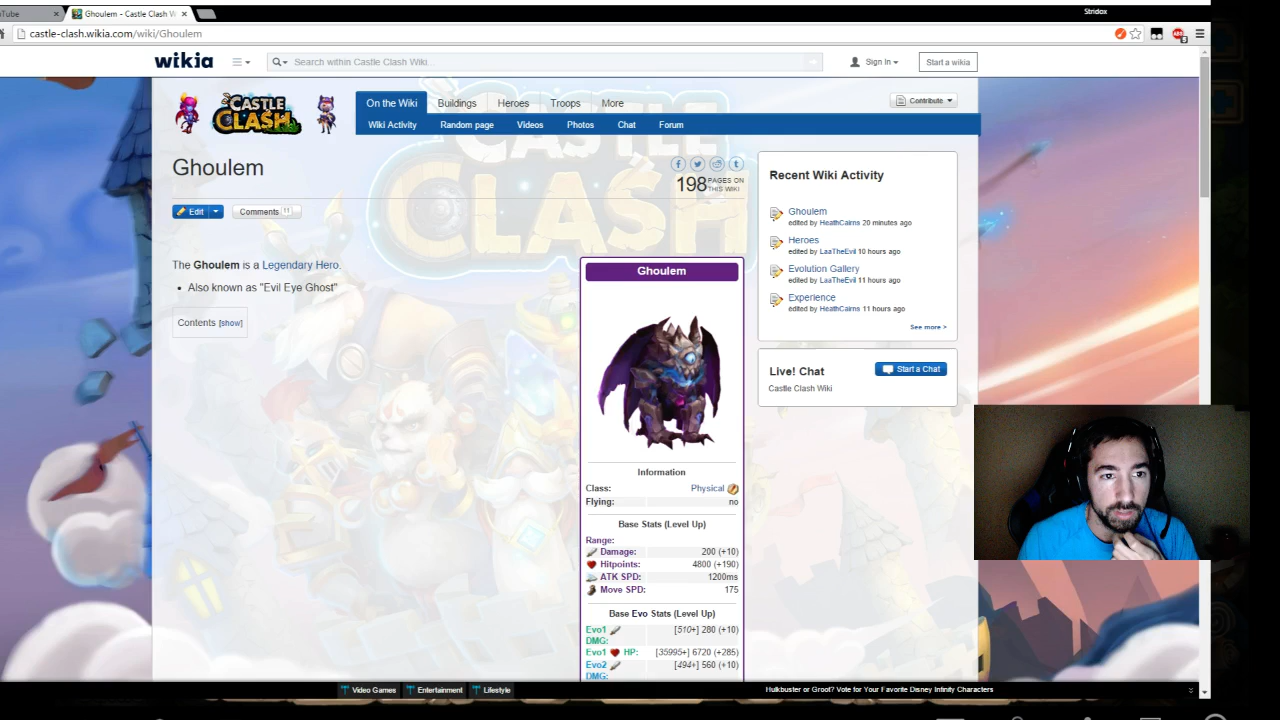 uTube
Ghoulem - Castle Clash W
Stridox
castle-clash.wikia.com/wiki/Ghoulem
wikia
Search within Castle Clash Wiki...
Sign In
Start a wikia
CASTLE
CLASH
On the Wiki Buildings Heroes Troops More
Contribute
Wiki Activity Random page Videos Photos Chat Forum
CASTLE
CLASH
Ghoulem
198 PAGES ON
THIS WIKI
Edit
Comments 11
The Ghoulem is a Legendary Hero.
Also known as "Evil Eye Ghost"
Contents [show]
Ghoulem
Information
Class: Physical
Flying: no
Base Stats (Level Up)
Range:
Damage: 200 (+10)
Hitpoints: 4800 (+190)
ATK SPD: 1200ms
Move SPD: 175
Base Evo Stats (Level Up)
Evo1 [510+] 280 (+10)
DMG:
Evo1 HP: [35995+] 6720 (+285)
Evo2 [494+] 560 (+10)
DMG:
Recent Wiki Activity
Ghoulem
edited by HeathCairns 20 minutes ago
Heroes
edited by LaaTheEvil 10 hours ago
Evolution Gallery
edited by LaaTheEvil 11 hours ago
Experience
edited by HeathCairns 11 hours ago
See more >
Live! Chat
Start a Chat
Castle Clash Wiki
Video Games Entertainment Lifestyle
Hulkbuster or Groot? Vote for Your Favorite Disney Infinity Characters